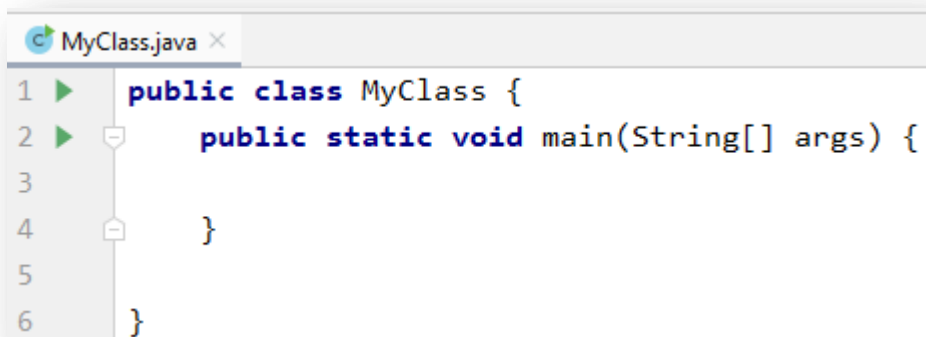 C MyClass.java ×
1 public class MyClass {
2     public static void main(String[] args) {
3
4     }
5
6 }